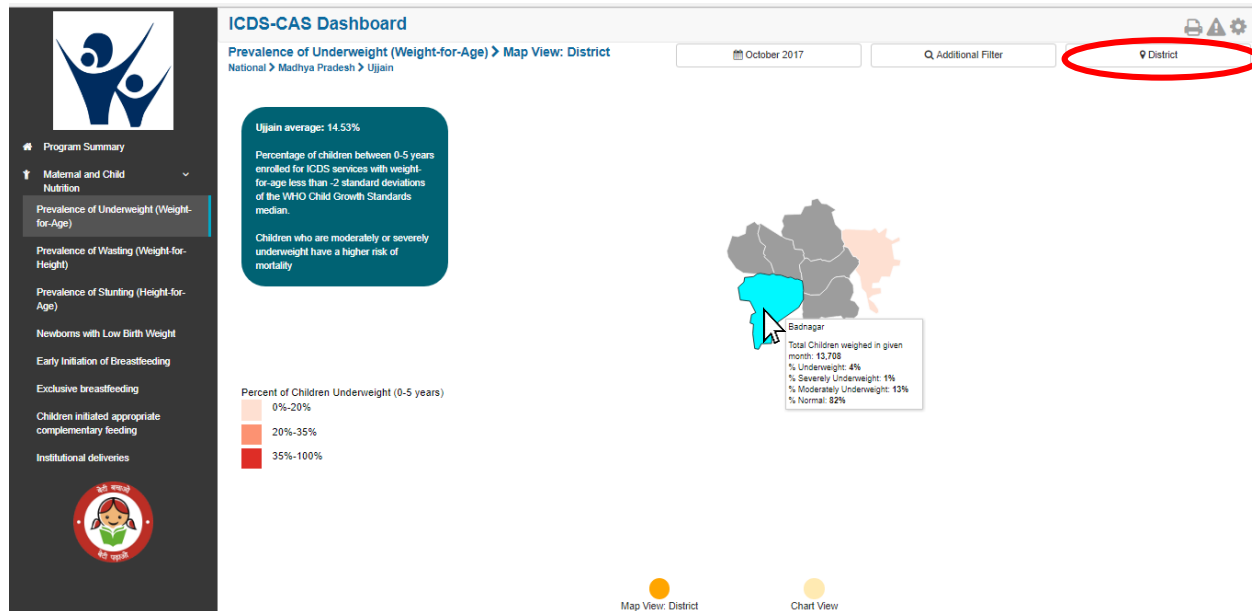 ICDS-CAS Dashboard
Prevalence of Underweight (Weight-for-Age) > Map View: District
National > Madhya Pradesh > Ujjain
October 2017
Additional Filter
District
Program Summary
Maternal and Child
Nutrition
Prevalence of Underweight (Weight-
for-Age)
Prevalence of Wasting (Weight-for-
Height)
Prevalence of Stunting (Height-for-
Age)
Newborns with Low Birth Weight
Early Initiation of Breastfeeding
Exclusive breastfeeding
Children initiated appropriate
complementary feeding
Institutional deliveries
बेटी बचाओ
बेटी पढ़ाओ
Ujjain average: 14.53%
Percentage of children between 0-5 years
enrolled for ICDS services with weight-
for-age less than -2 standard deviations
of the WHO Child Growth Standards
median.
Children who are moderately or severely
underweight have a higher risk of
mortality
Badnagar
Total Children weighed in given
month: 13,708
% Underweight: 4%
% Severely Underweight: 1%
% Moderately Underweight: 13%
% Normal: 82%
Percent of Children Underweight (0-5 years)
0%-20%
20%-35%
35%-100%
Map View: District
Chart View